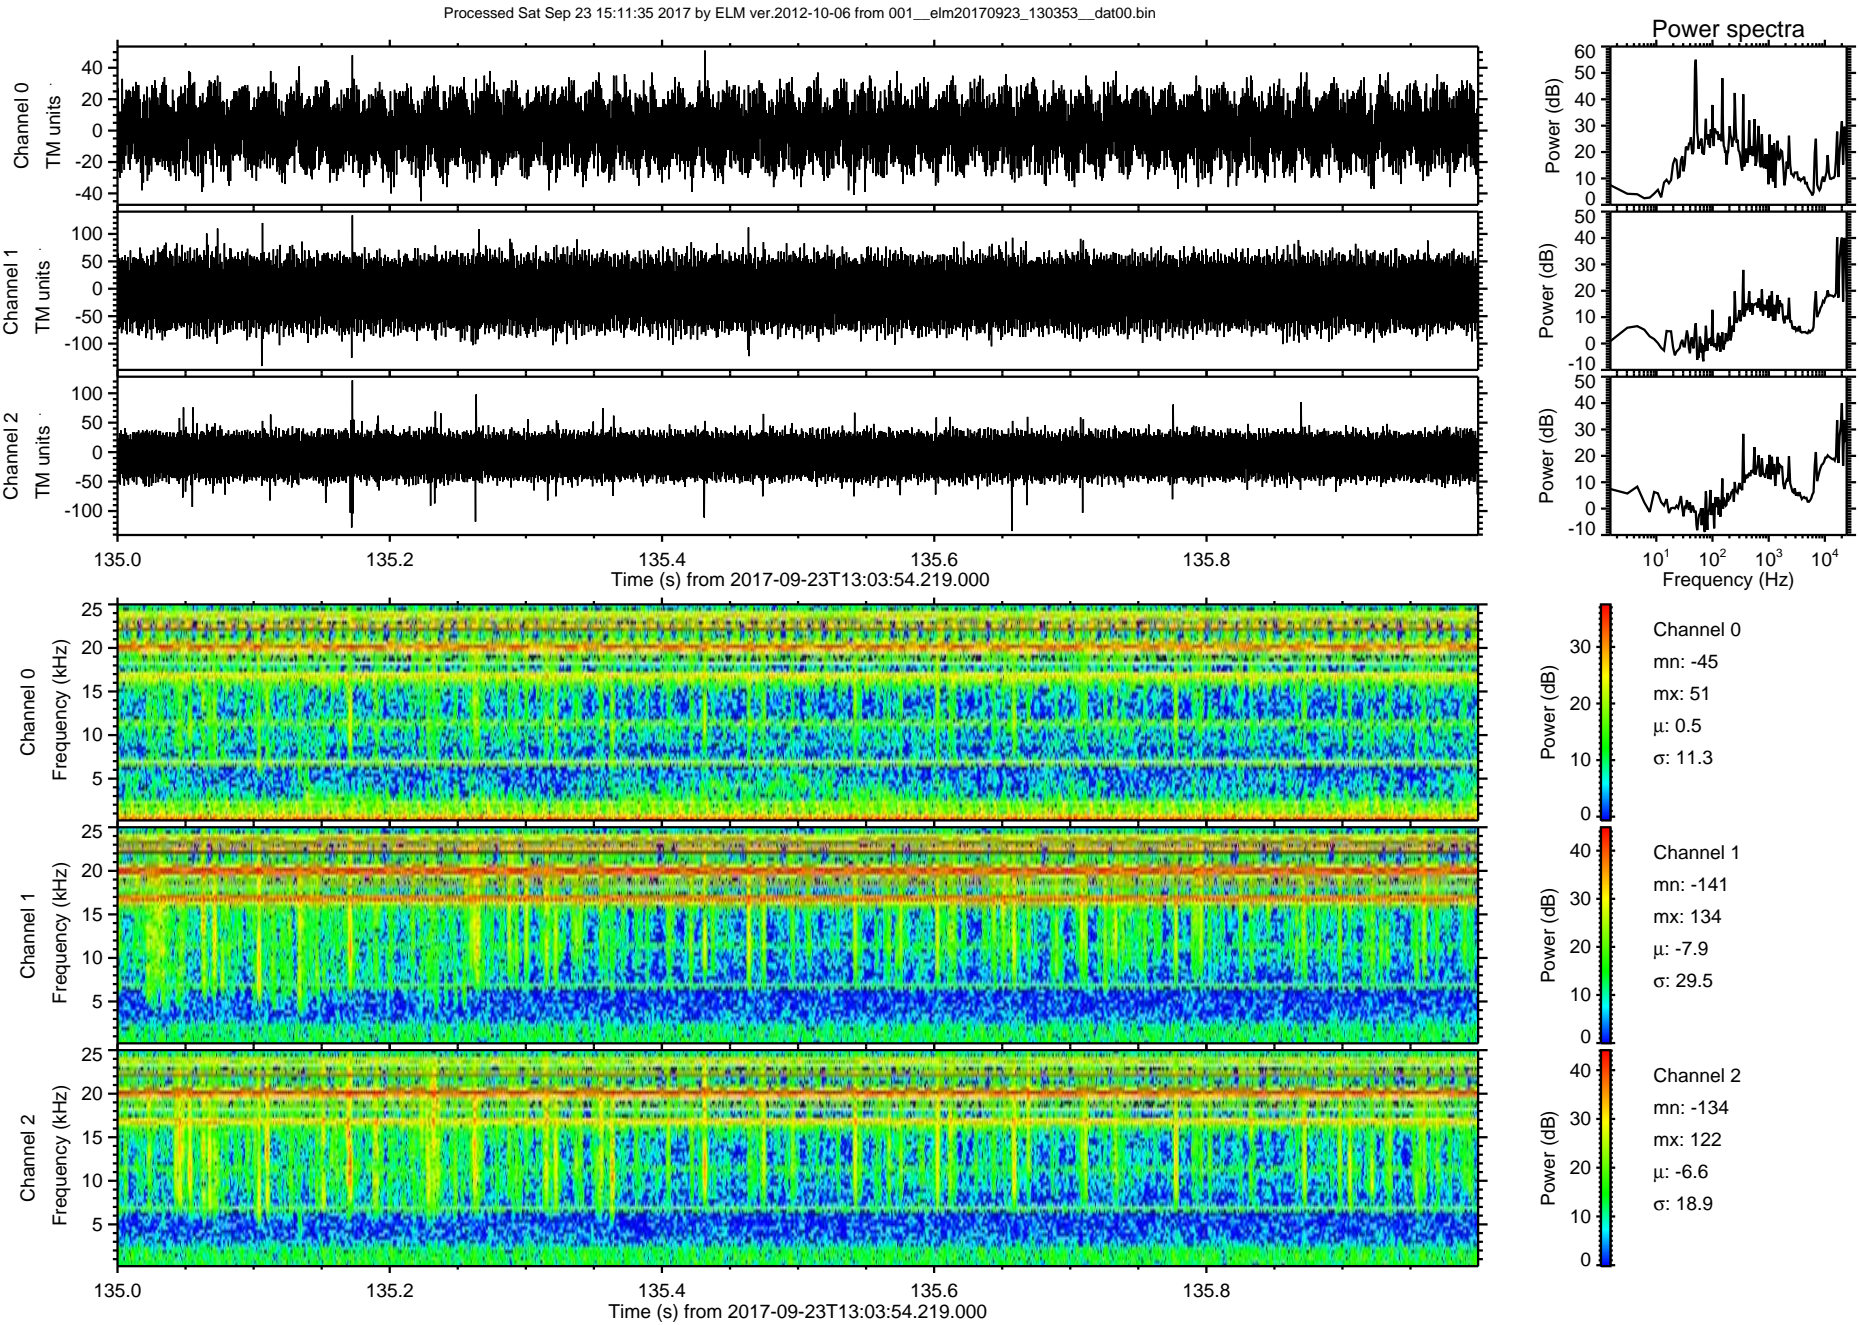 Processed Sat Sep 23 15:11:35 2017 by ELM ver.2012-10-06 from 001__elm20170923_130353__dat00.bin
Power spectra
Channel 0
TM units
40
20
0
-20
-40
Power (dB)
60
50
40
30
20
10
0
Channel 1
TM units
100
50
0
-50
-100
Power (dB)
50
40
30
20
10
0
-10
Channel 2
TM units
100
50
0
-50
-100
Power (dB)
50
40
30
20
10
0
-10
135.0 135.2 135.4 135.6 135.8
Time (s) from 2017-09-23T13:03:54.219.000
10^1 10^2 10^3 10^4
Frequency (Hz)
Channel 0
Frequency (kHz)
25
20
15
10
5
Power (dB)
30
20
10
0
Channel 0
mn: -45
mx: 51
μ: 0.5
σ: 11.3
Channel 1
Frequency (kHz)
25
20
15
10
5
Power (dB)
40
30
20
10
0
Channel 1
mn: -141
mx: 134
μ: -7.9
σ: 29.5
Channel 2
Frequency (kHz)
25
20
15
10
5
Power (dB)
40
30
20
10
0
Channel 2
mn: -134
mx: 122
μ: -6.6
σ: 18.9
135.0 135.2 135.4 135.6 135.8
Time (s) from 2017-09-23T13:03:54.219.000